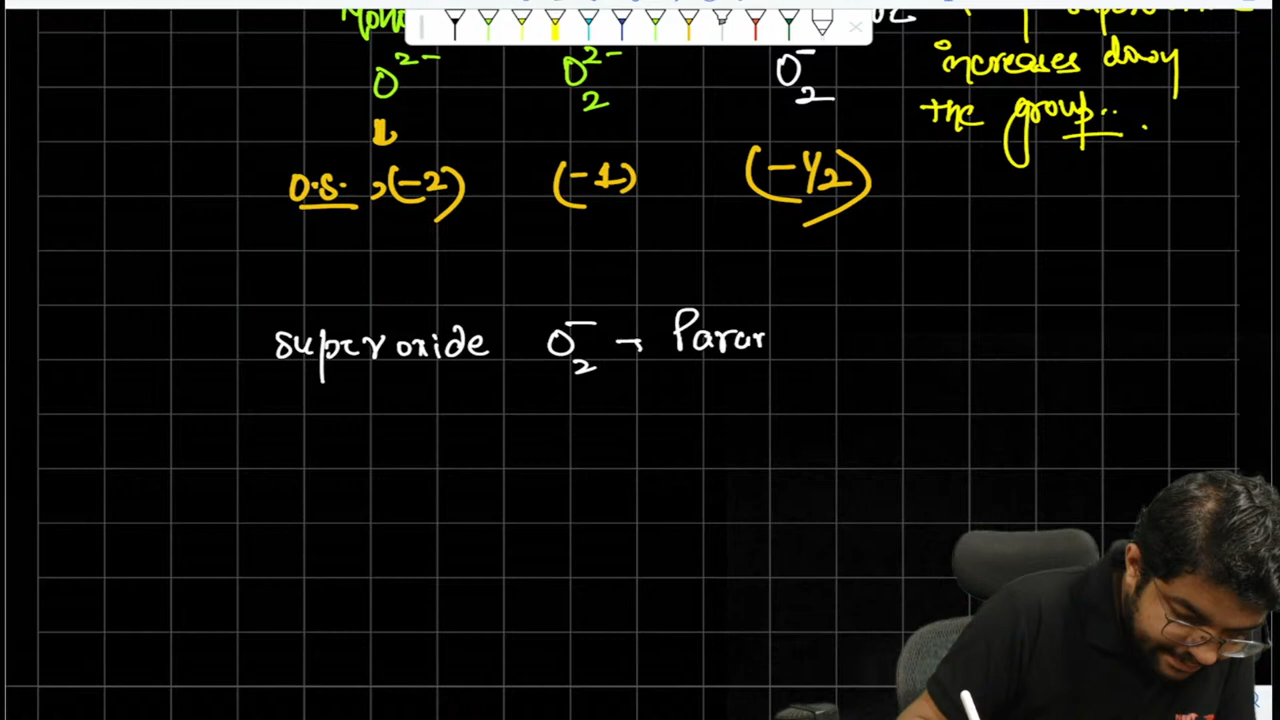 increases down
the group..
O²⁻ O₂²⁻ O₂⁻
O.S. , (-2) (-1) (-1/2)
superoxide O₂⁻ → Parar